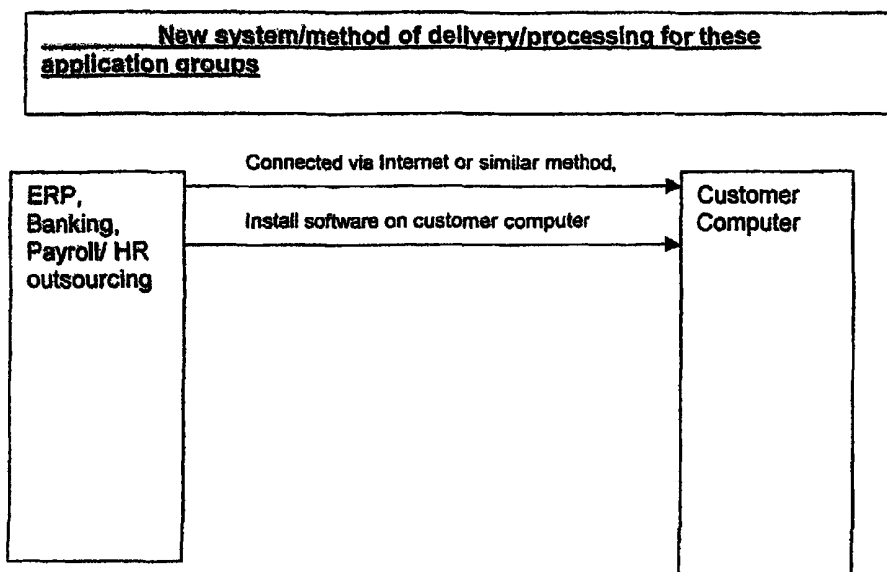 New system/method of delivery/processing for these
application groups
Connected via Internet or similar method,
ERP,
Banking,
Payroll/ HR
outsourcing
Install software on customer computer
Customer
Computer